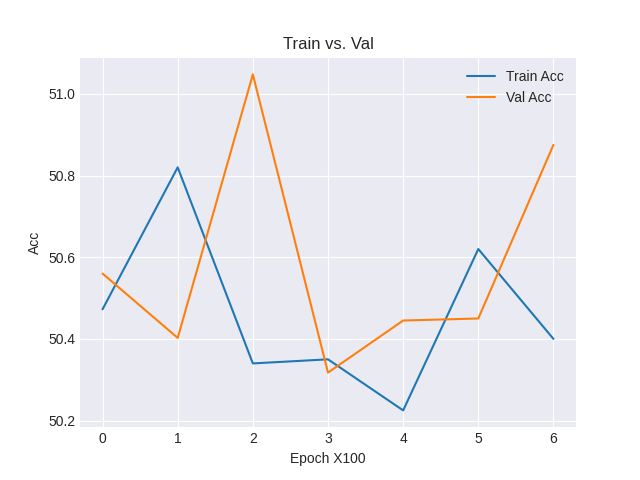 Train vs. Val
Train Acc
Val Acc
51.0
50.8
50.6
50.4
50.2
Acc
0 1 2 3 4 5 6
Epoch X100